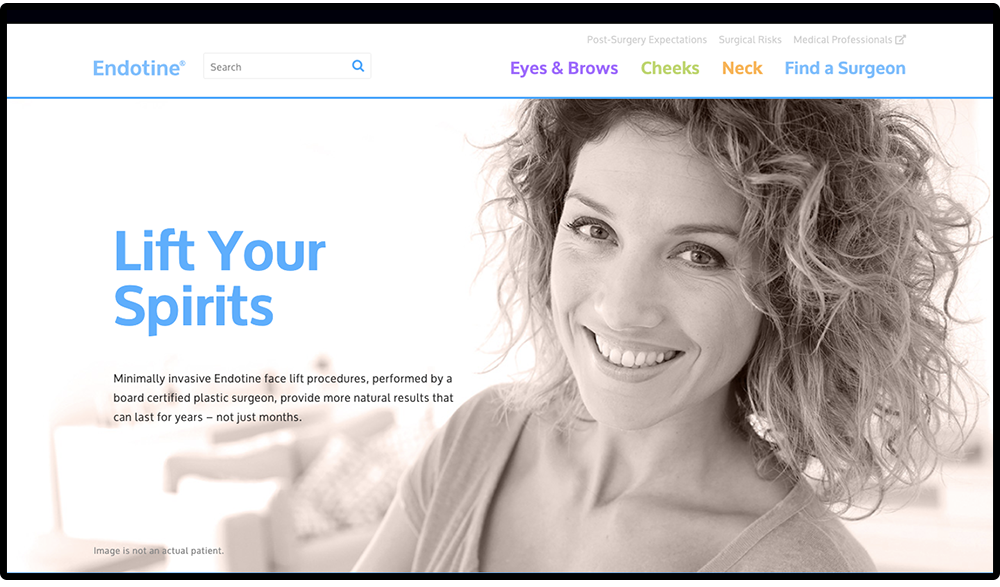 Post-Surgery Expectations Surgical Risks Medical Professionals
Endotine®
Search
Eyes & Brows Cheeks Neck Find a Surgeon
Lift Your
Spirits
Minimally invasive Endotine face lift procedures, performed by a
board certified plastic surgeon, provide more natural results that
can last for years – not just months.
Image is not an actual patient.